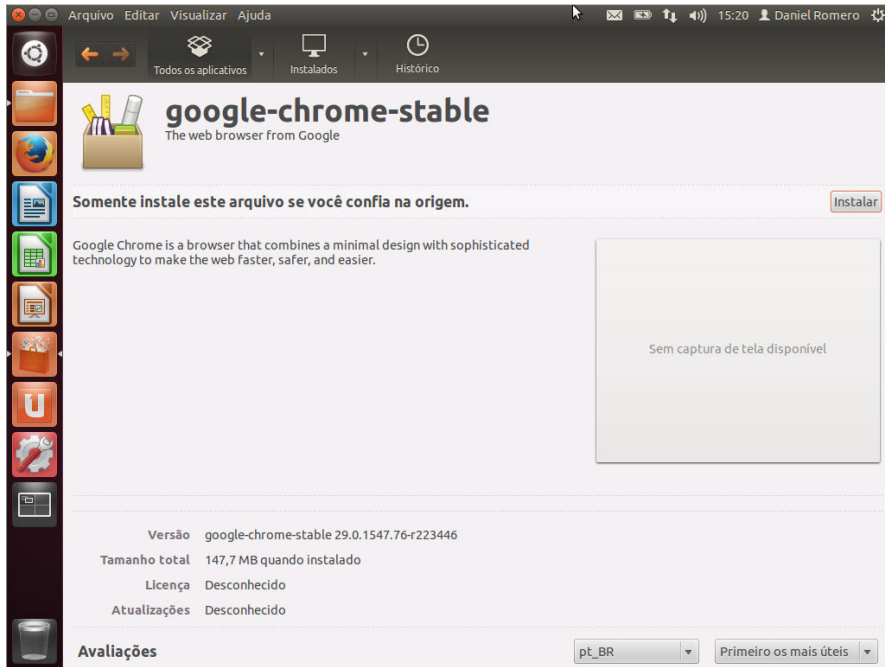 Arquivo Editar Visualizar Ajuda 15:20 Daniel Romero
Todos os aplicativos Instalados Histórico
google-chrome-stable
The web browser from Google
Somente instale este arquivo se você confia na origem. Instalar
Google Chrome is a browser that combines a minimal design with sophisticated
technology to make the web faster, safer, and easier.
Sem captura de tela disponível
Versão google-chrome-stable 29.0.1547.76-r223446
Tamanho total 147,7 MB quando instalado
Licença Desconhecido
Atualizações Desconhecido
Avaliações pt_BR Primeiro os mais úteis